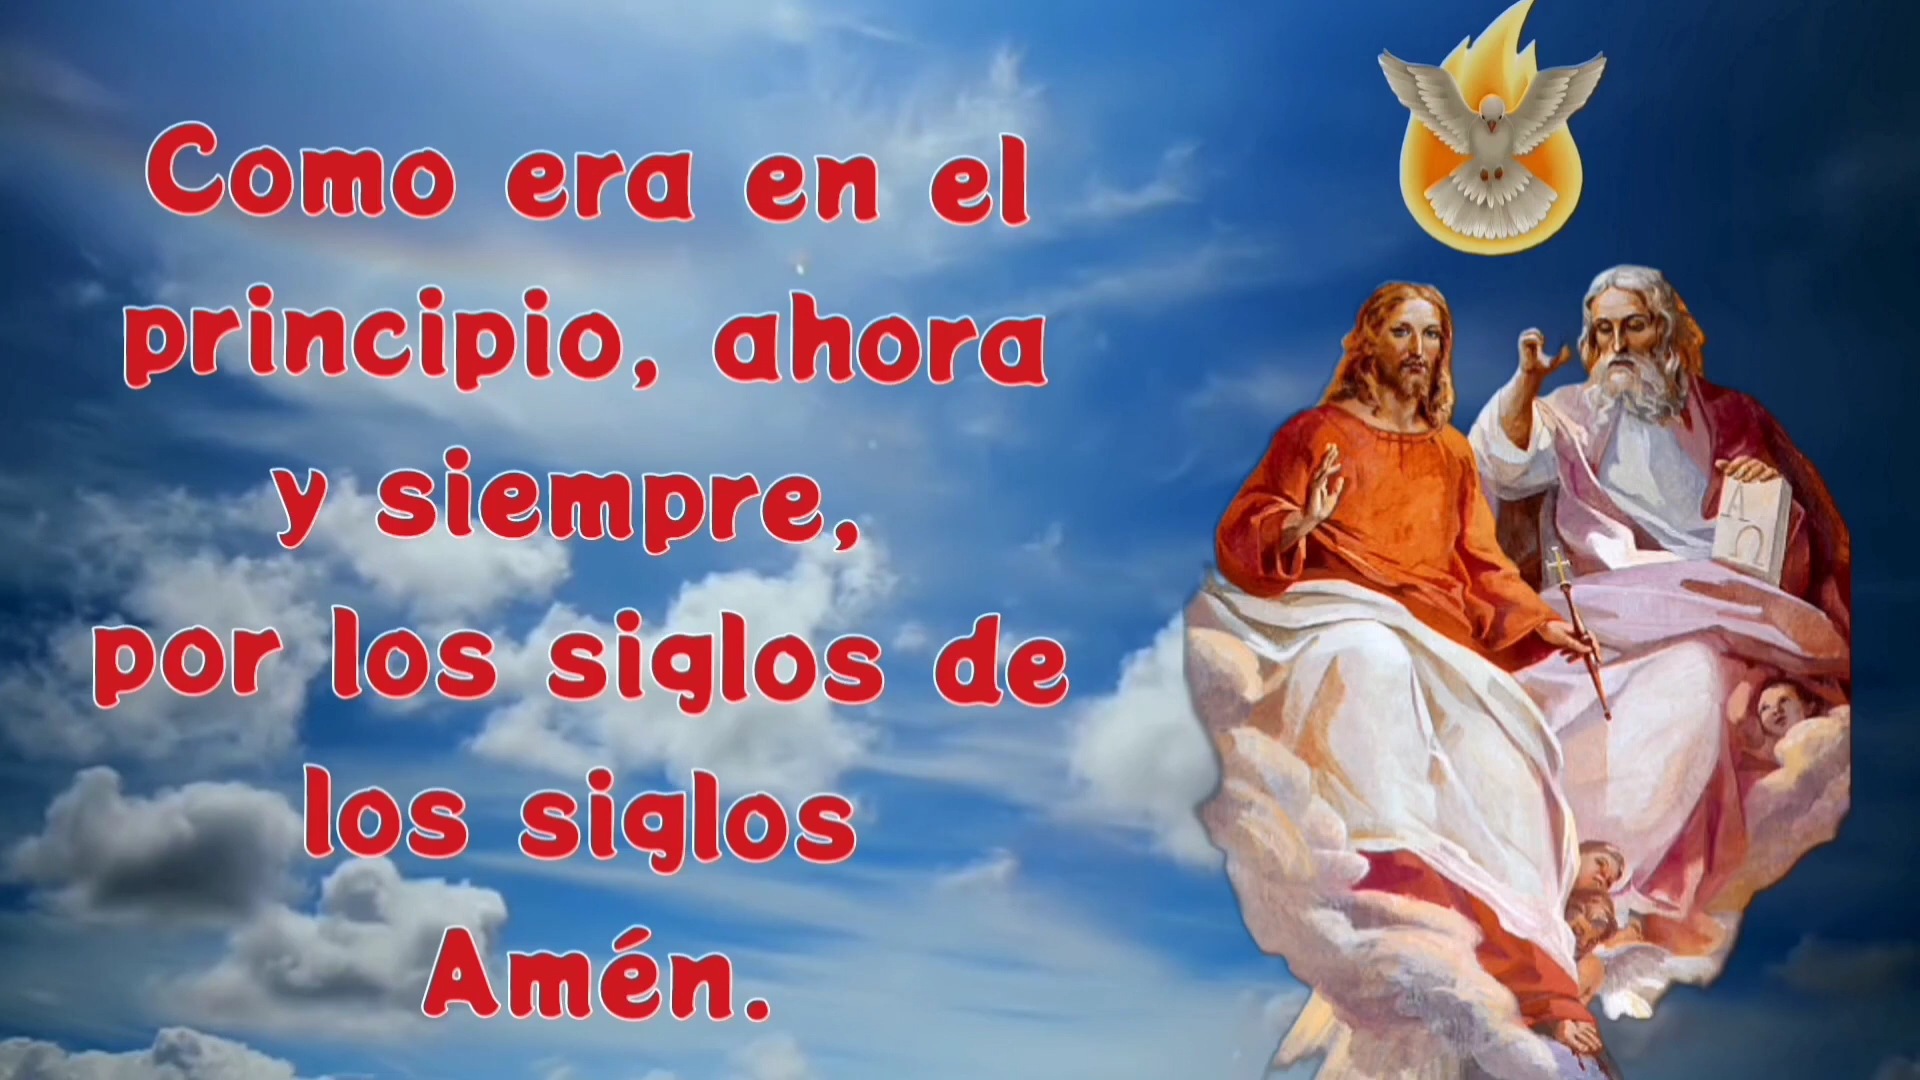 Como era en el
principio, ahora
y siempre,
por los siglos de
los siglos
Amén.
Α
Ω